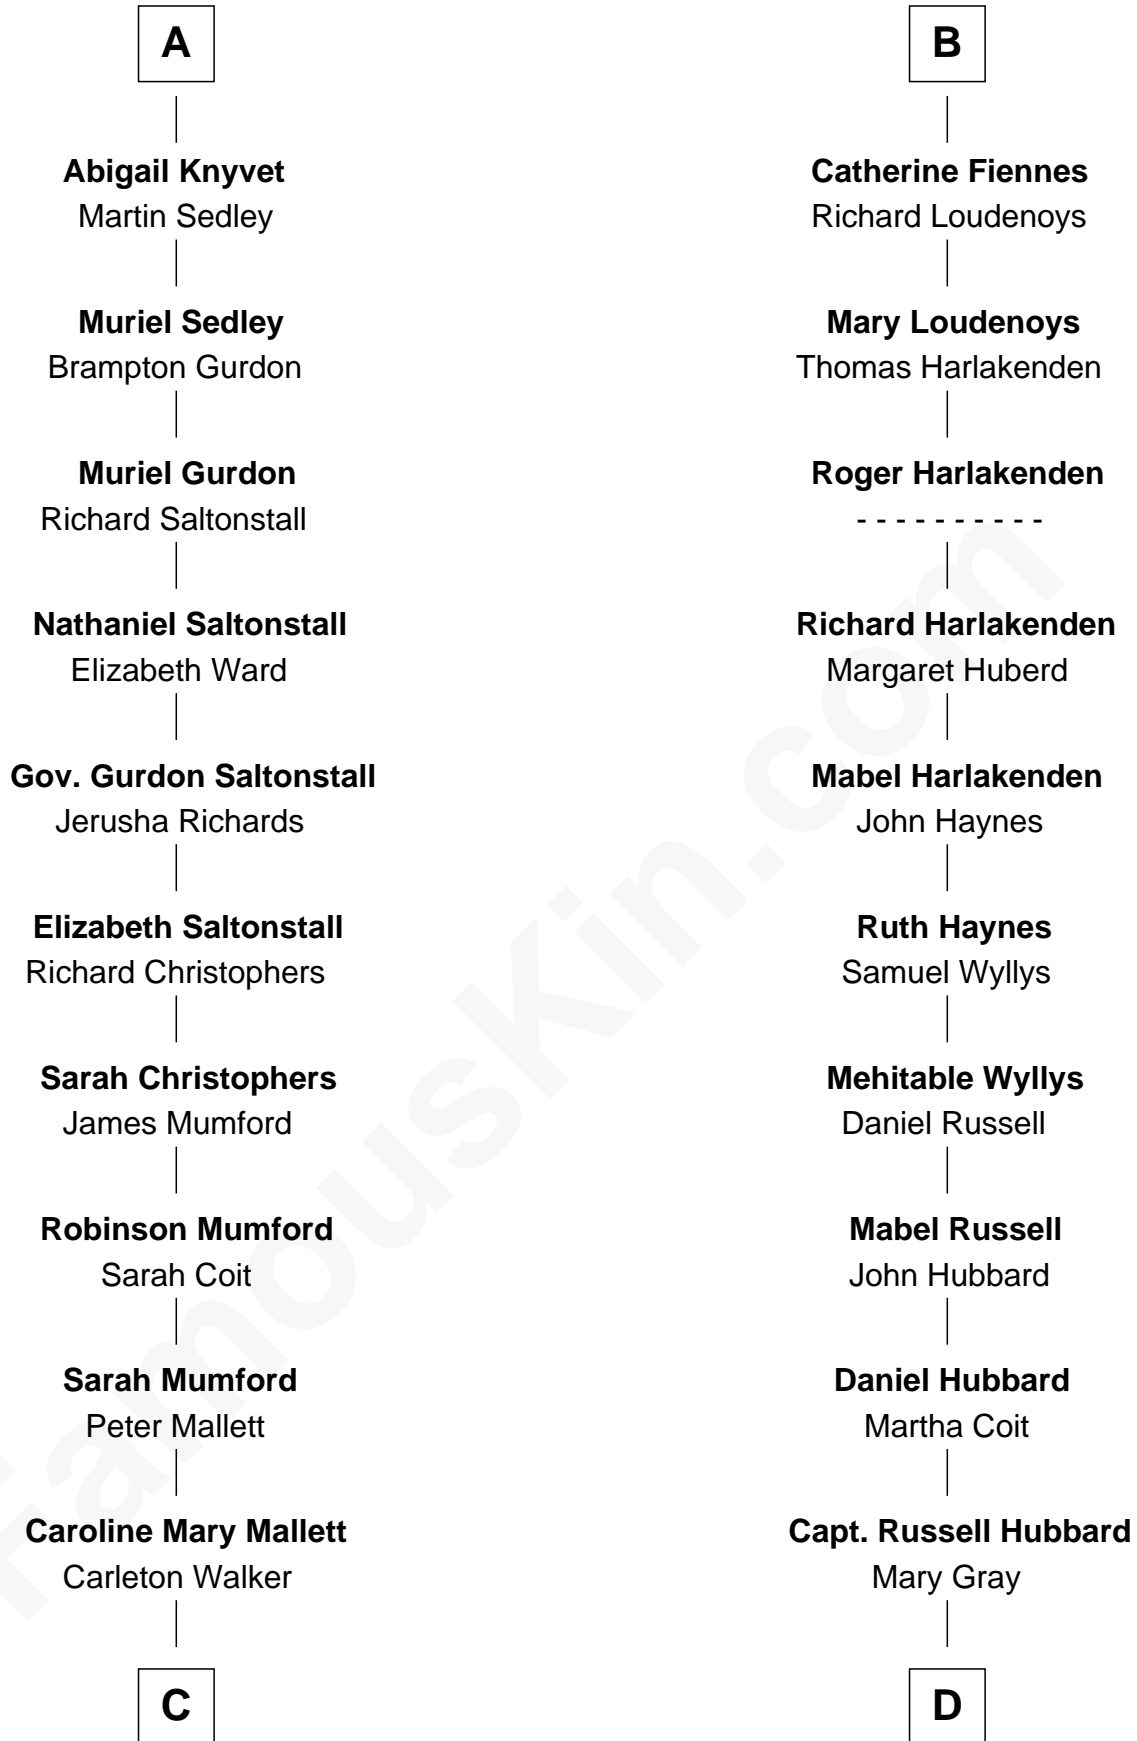 A
Abigail Knyvet
Martin Sedley
Muriel Sedley
Brampton Gurdon
Muriel Gurdon
Richard Saltonstall
Nathaniel Saltonstall
Elizabeth Ward
Gov. Gurdon Saltonstall
Jerusha Richards
Elizabeth Saltonstall
Richard Christophers
Sarah Christophers
James Mumford
Robinson Mumford
Sarah Coit
Sarah Mumford
Peter Mallett
Caroline Mary Mallett
Carleton Walker
C
B
Catherine Fiennes
Richard Loudenoys
Mary Loudenoys
Thomas Harlakenden
Roger Harlakenden
- - - - - - - - - -
Richard Harlakenden
Margaret Huberd
Mabel Harlakenden
John Haynes
Ruth Haynes
Samuel Wyllys
Mehitable Wyllys
Daniel Russell
Mabel Russell
John Hubbard
Daniel Hubbard
Martha Coit
Capt. Russell Hubbard
Mary Gray
D
FamousKin.com